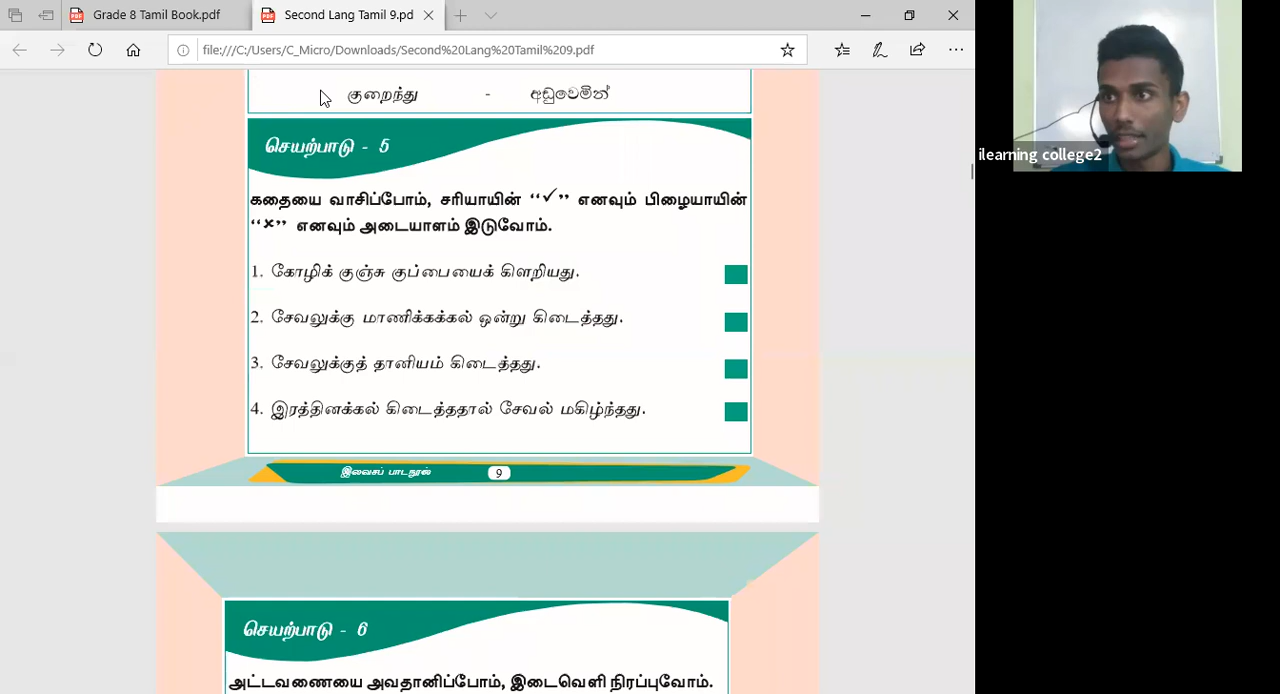 Grade 8 Tamil Book.pdf
Second Lang Tamil 9.pd
file:///C:/Users/C_Micro/Downloads/Second%20Lang%20Tamil%209.pdf
குறைந்து - අඩුවෙමින්
செயற்பாடு - 5
கதையை வாசிப்போம், சரியாயின் “✓” எனவும் பிழையாயின்
“×” எனவும் அடையாளம் இடுவோம்.
1. கோழிக் குஞ்சு குப்பையைக் கிளறியது.
2. சேவலுக்கு மாணிக்கக்கல் ஒன்று கிடைத்தது.
3. சேவலுக்குத் தானியம் கிடைத்தது.
4. இரத்தினக்கல் கிடைத்ததால் சேவல் மகிழ்ந்தது.
இலவசப் பாடநூல் 9
செயற்பாடு - 6
அட்டவணையை அவதானிப்போம், இடைவெளி நிரப்புவோம்.
ilearning college2